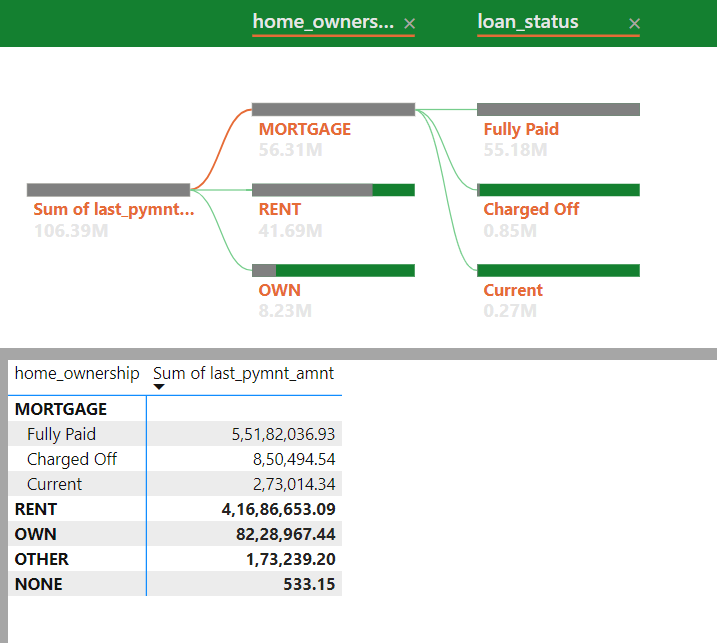 home_owners... ×
loan_status ×
MORTGAGE
56.31M
Fully Paid
55.18M
Sum of last_pymnt...
106.39M
RENT
41.69M
Charged Off
0.85M
OWN
8.23M
Current
0.27M
home_ownership Sum of last_pymnt_amnt
MORTGAGE
Fully Paid 5,51,82,036.93
Charged Off 8,50,494.54
Current 2,73,014.34
RENT 4,16,86,653.09
OWN 82,28,967.44
OTHER 1,73,239.20
NONE 533.15